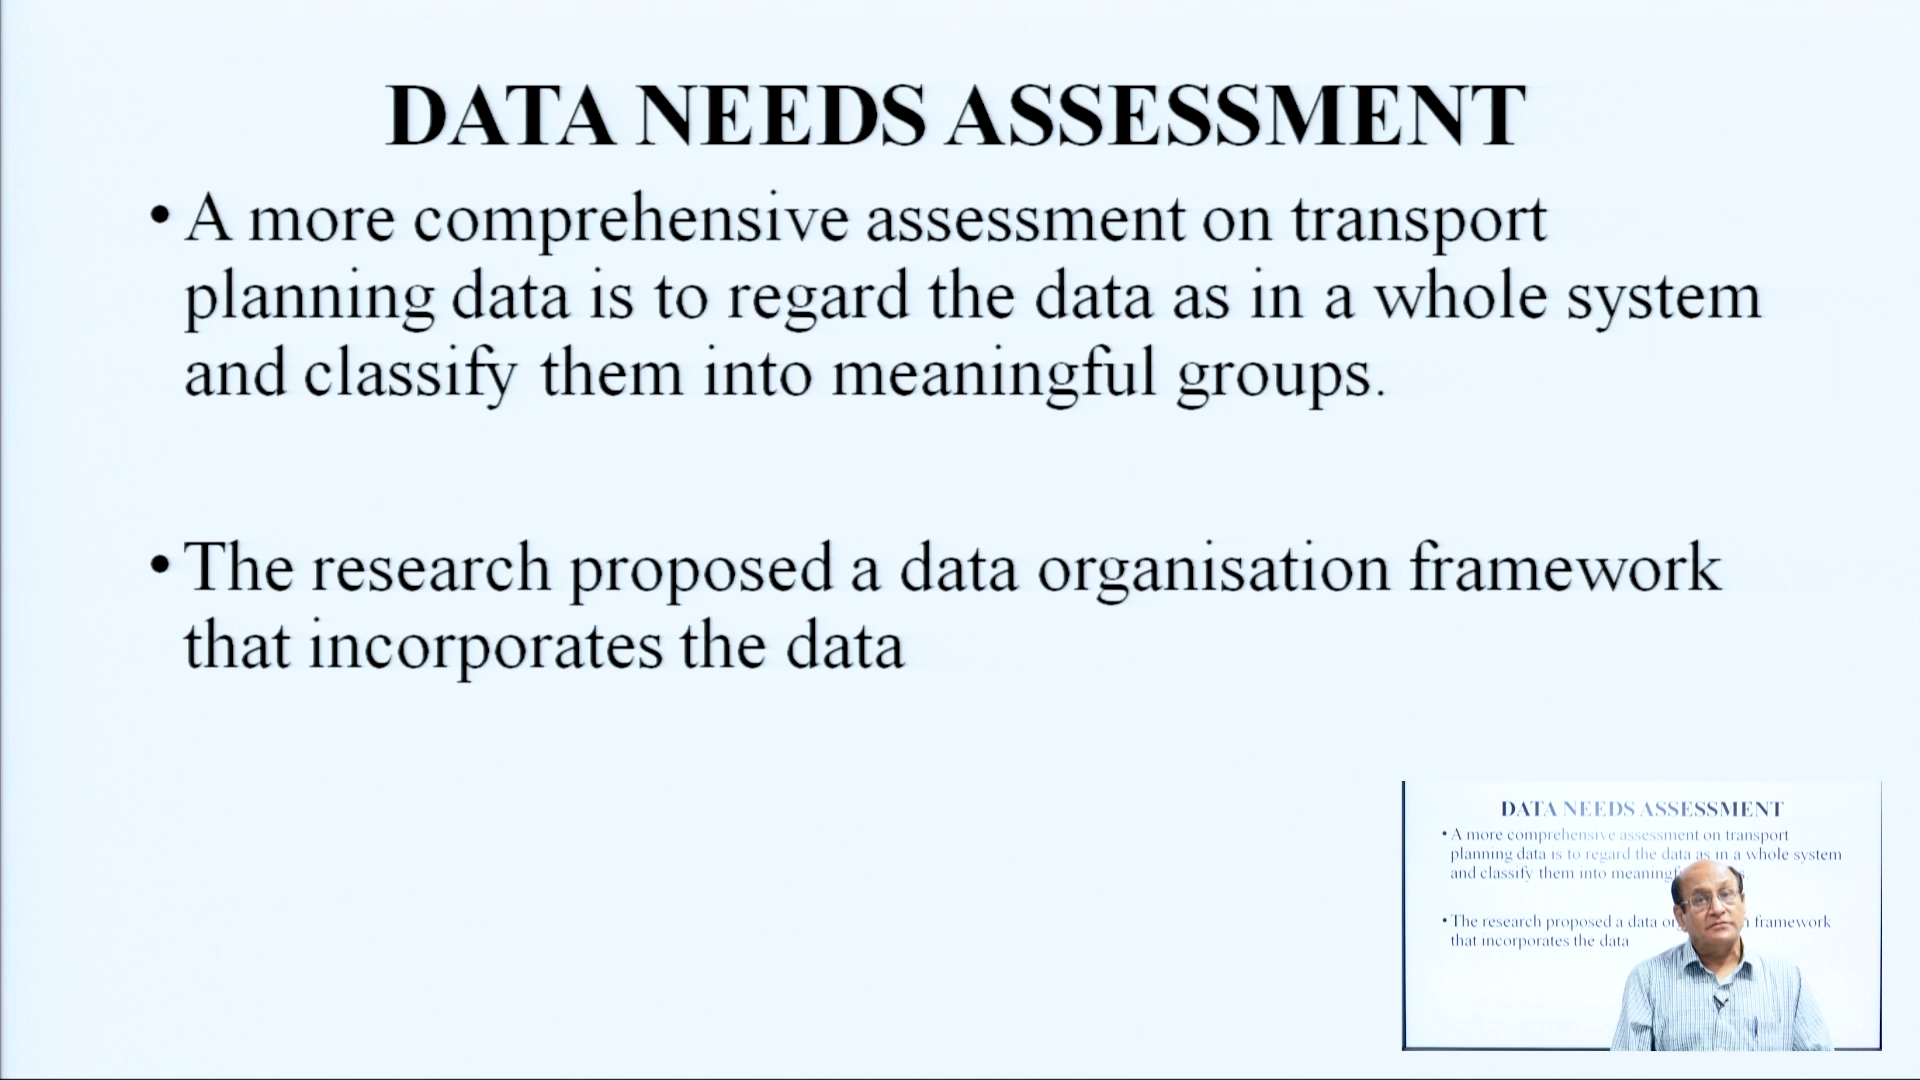 DATA NEEDS ASSESSMENT
• A more comprehensive assessment on transport
planning data is to regard the data as in a whole system
and classify them into meaningful groups.
• The research proposed a data organisation framework
that incorporates the data
DATA NEEDS ASSESSMENT
• A more comprehensive assessment on transport
planning data is to regard the data as in a whole system
and classify them into
• The research proposed a data framework
that incorporates the data